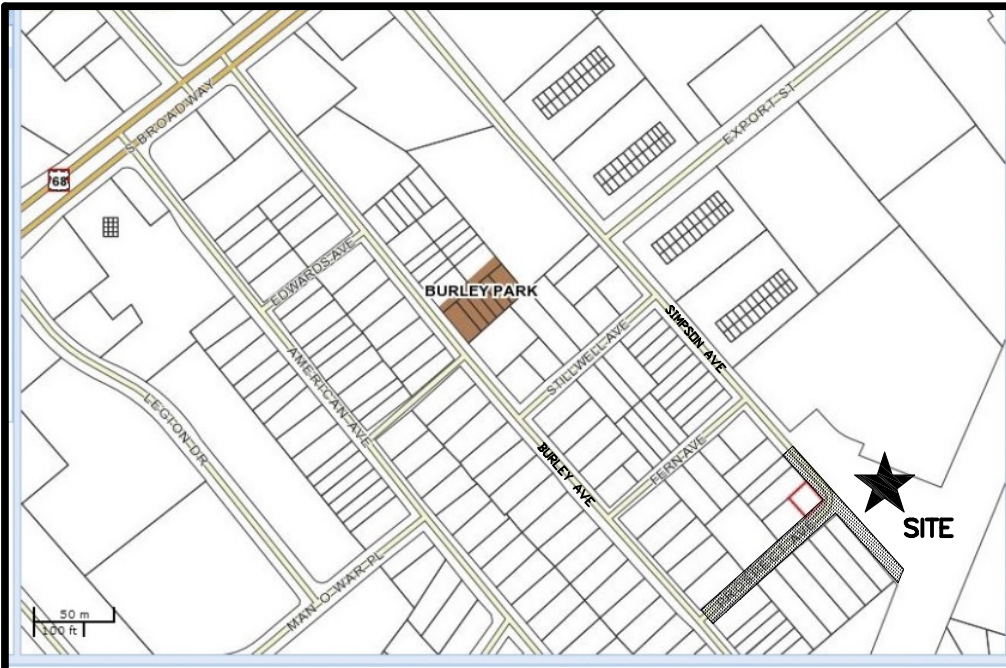 S BROADWAY
68
EXPORT ST
EDWARDS AVE
BURLEY PARK
SIMPSON AVE
STILLWELL AVE
AMERICAN AVE
LEGION DR
BURLEY AVE
FERN AVE
SITE
MAN O WAR PL
50 m
100 ft